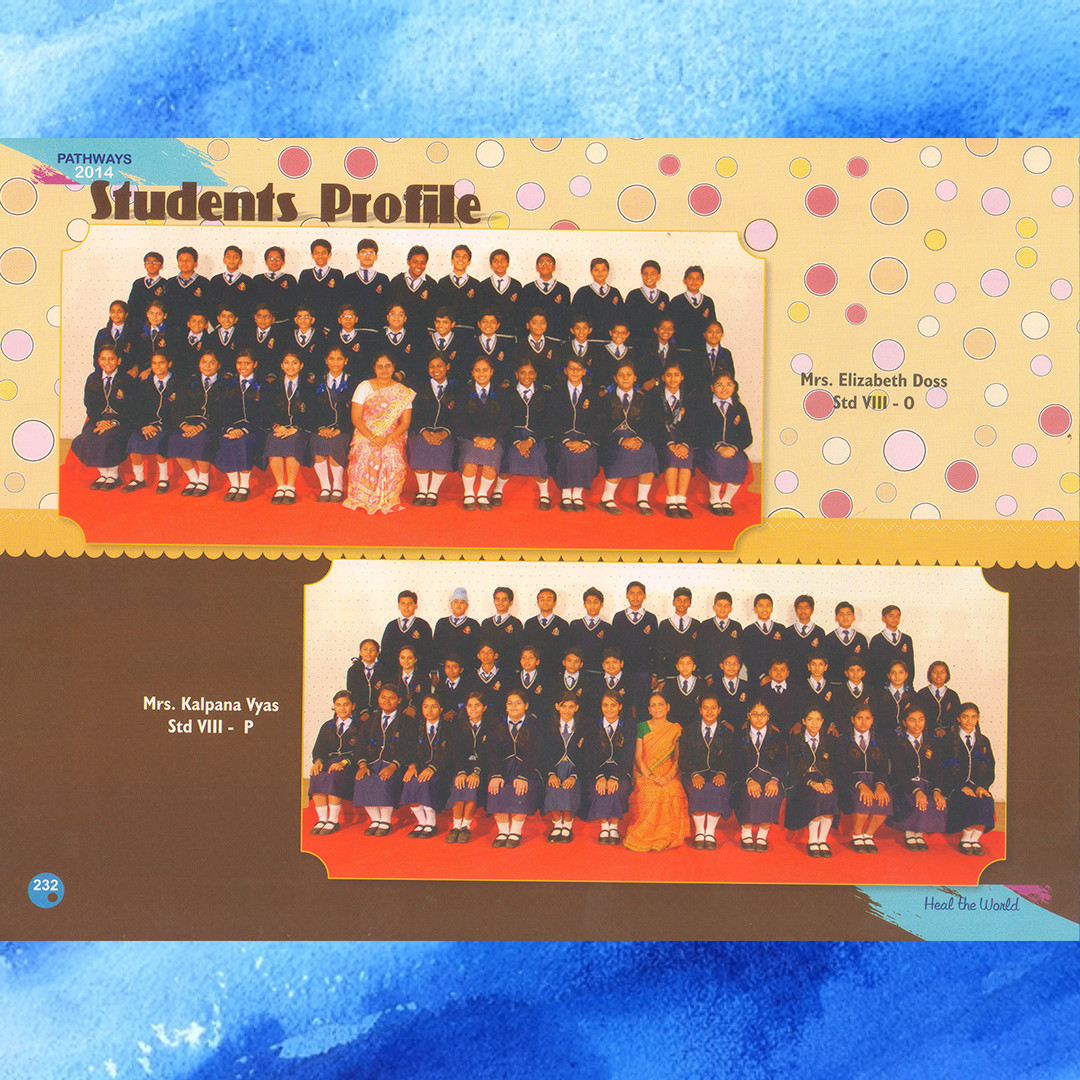 PATHWAYS
2014
Students Profile
Mrs. Elizabeth Doss
Std VIII - O
Mrs. Kalpana Vyas
Std VIII - P
232
Heal the World